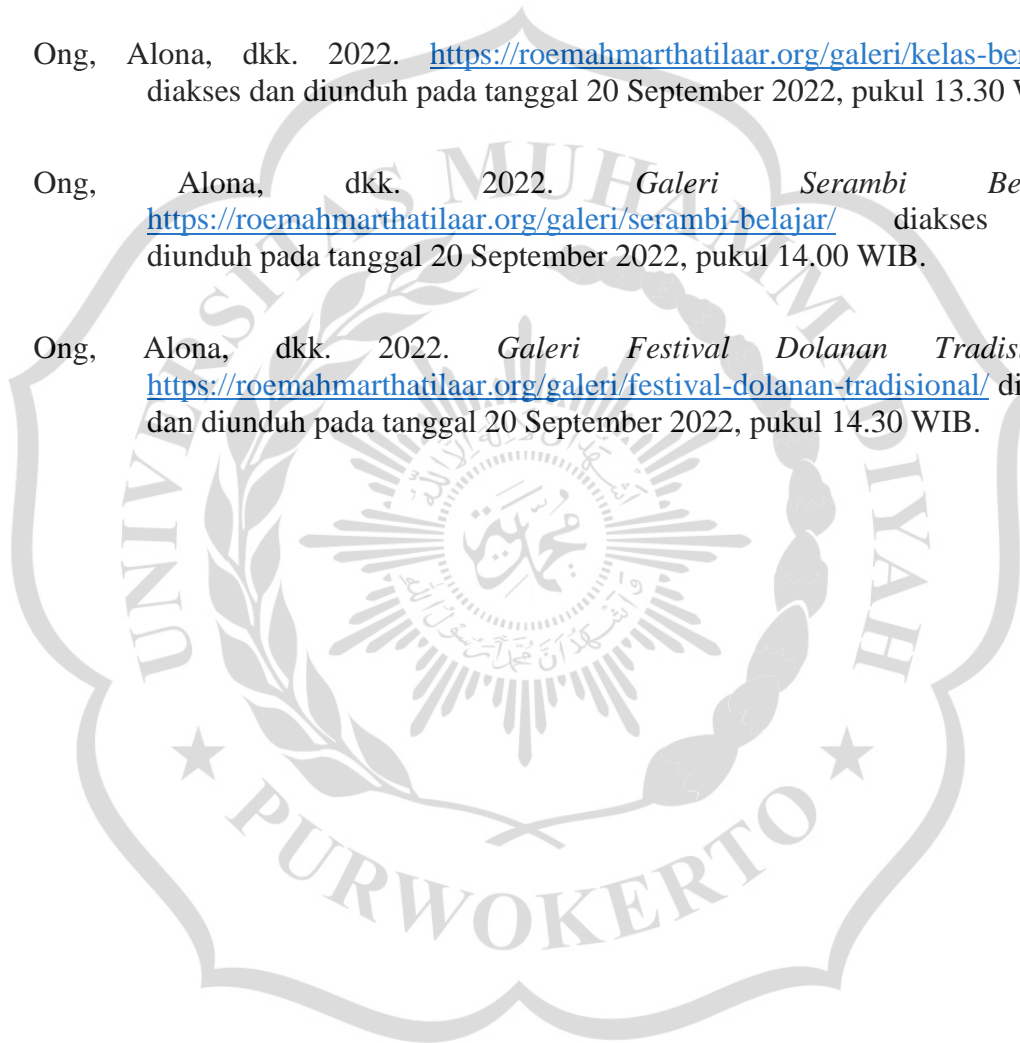 Ong, Alona, dkk. 2022. https://roemahmarthatilaar.org/galeri/kelas-be
diakses dan diunduh pada tanggal 20 September 2022, pukul 13.30
Ong, Alona, dkk. 2022. Galeri Serambi Be
https://roemahmarthatilaar.org/galeri/serambi-belajar/ diakses
diunduh pada tanggal 20 September 2022, pukul 14.00 WIB.
Ong, Alona, dkk. 2022. Galeri Festival Dolanan Tradis
https://roemahmarthatilaar.org/galeri/festival-dolanan-tradisional/ di
dan diunduh pada tanggal 20 September 2022, pukul 14.30 WIB.
UNIVERSITAS MUHAMMADIYAH
PURWOKERTO